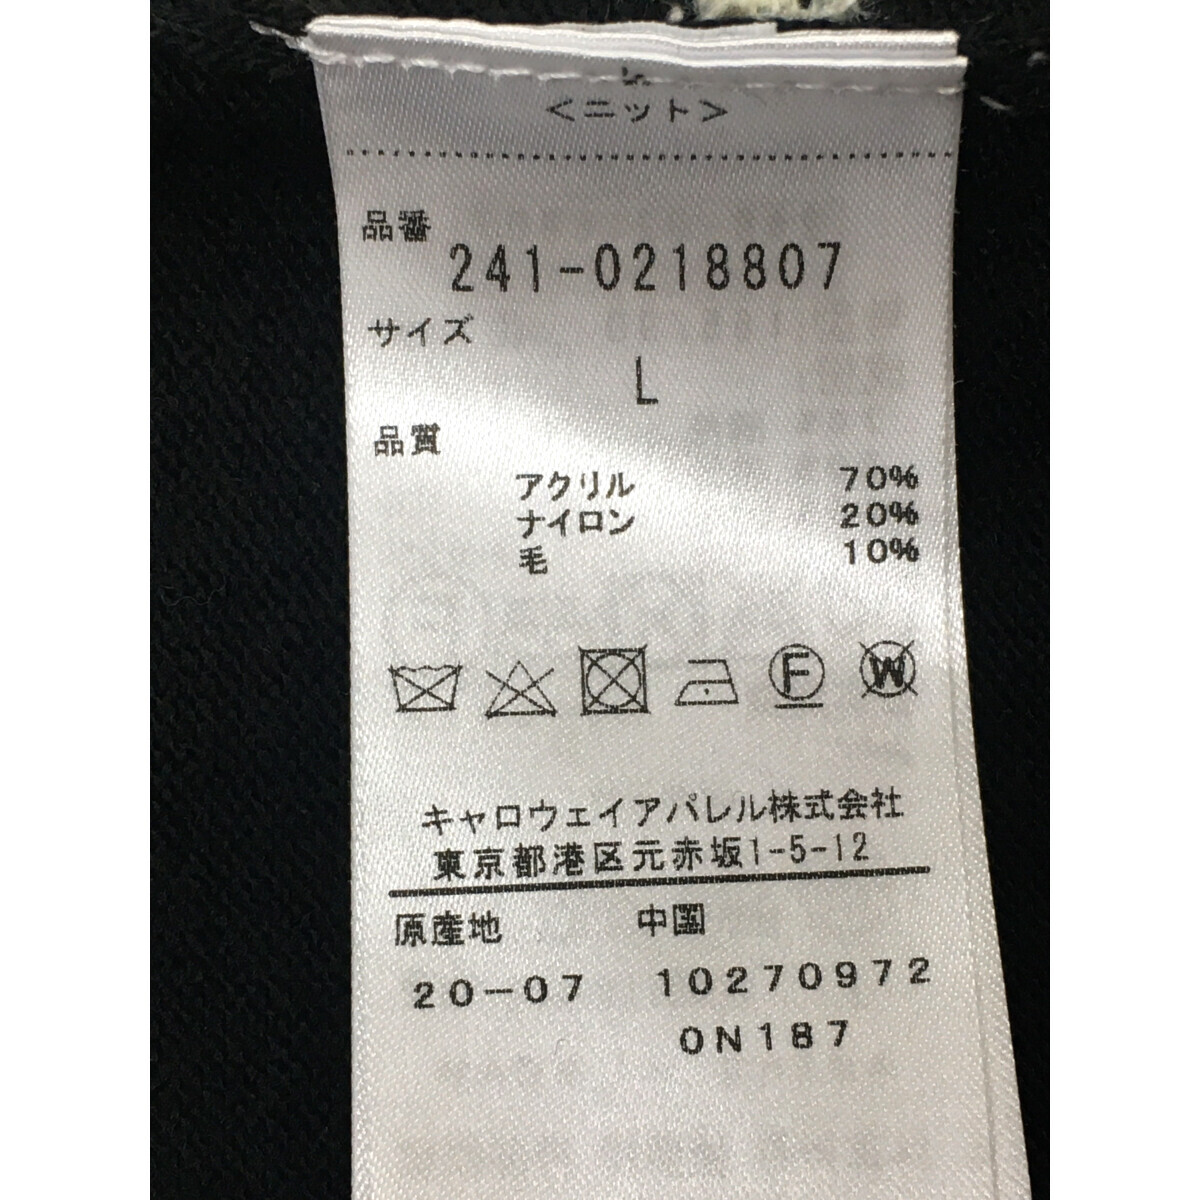 <ニット>
品番
241-0218807
サイズ
L
品質
アクリル 70%
ナイロン 20%
毛 10%
F W
キャロウェイアパレル株式会社
東京都港区元赤坂1-5-12
原産地 中国
20-07 10270972
0N187